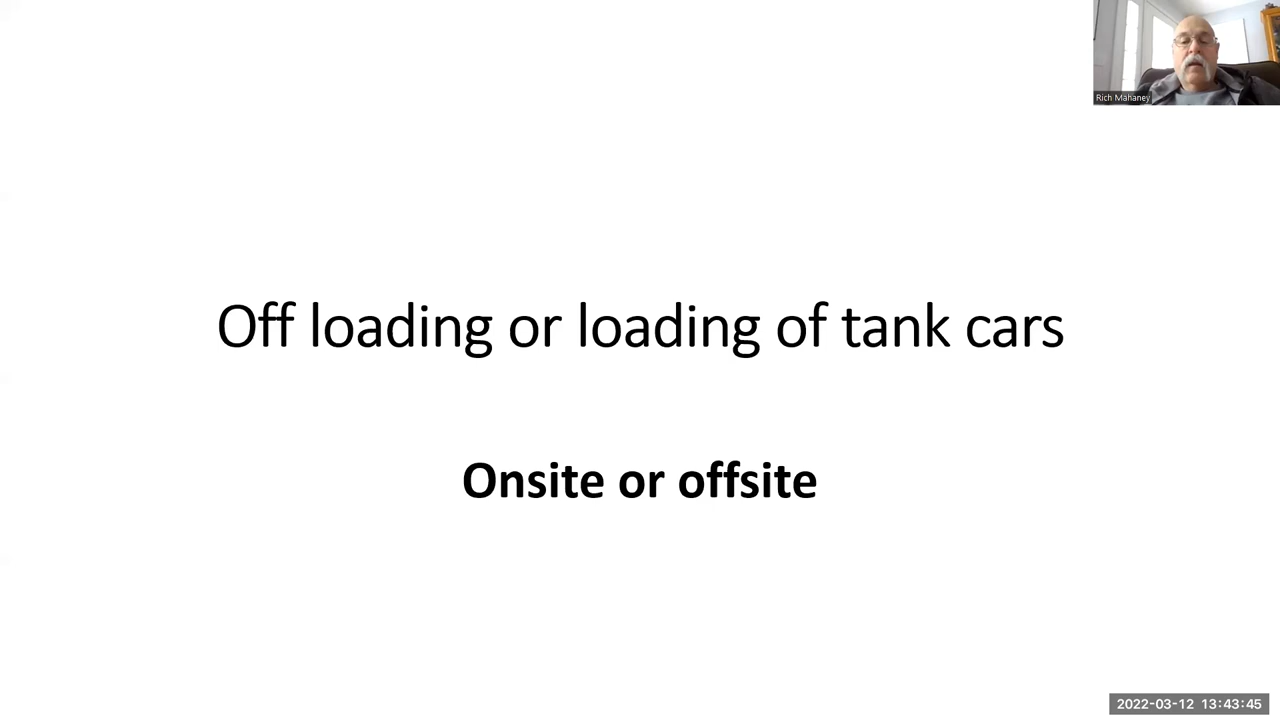 Rich Mahaney
Off loading or loading of tank cars
Onsite or offsite
2022-03-12 13:43:45